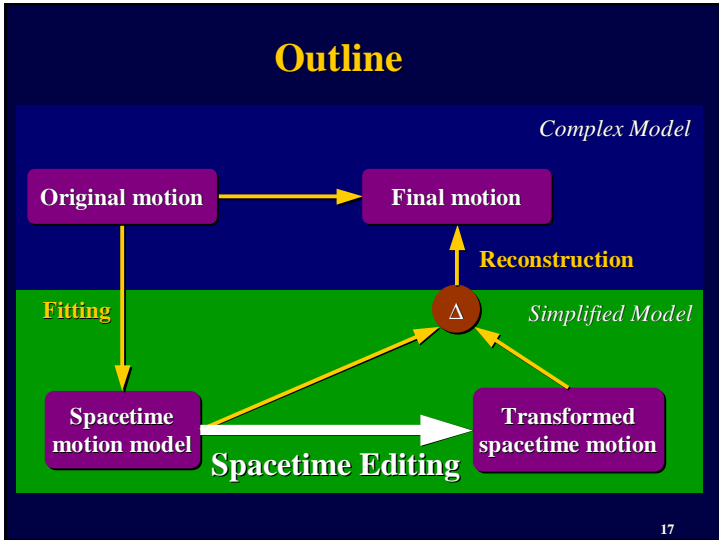 Outline
Complex Model
Original motion
Final motion
Reconstruction
Fitting
Δ
Simplified Model
Spacetime
motion model
Transformed
spacetime motion
Spacetime Editing
17